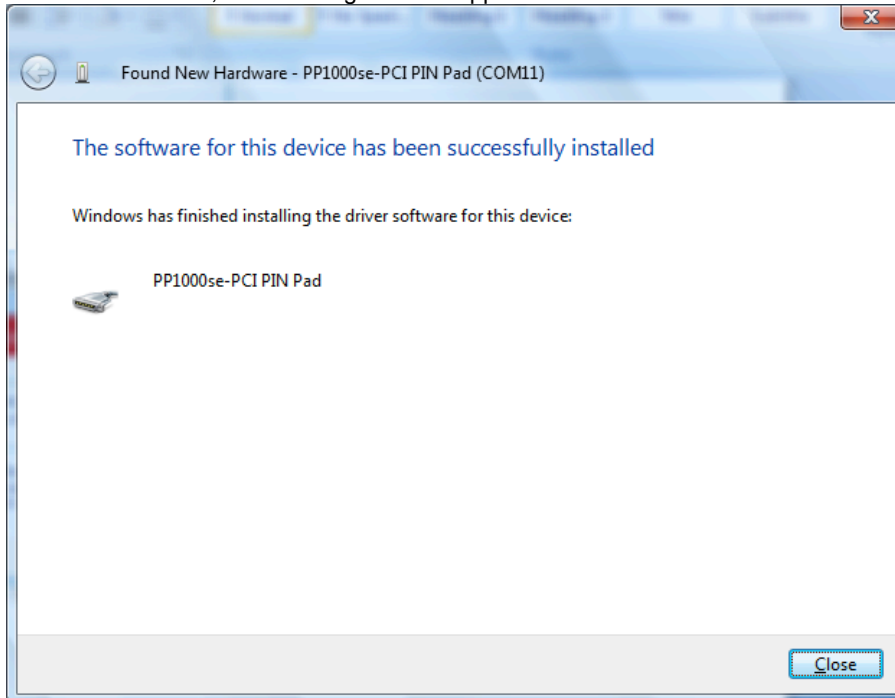 Found New Hardware - PP1000se-PCI PIN Pad (COM11)
The software for this device has been successfully installed
Windows has finished installing the driver software for this device:
PP1000se-PCI PIN Pad
Close